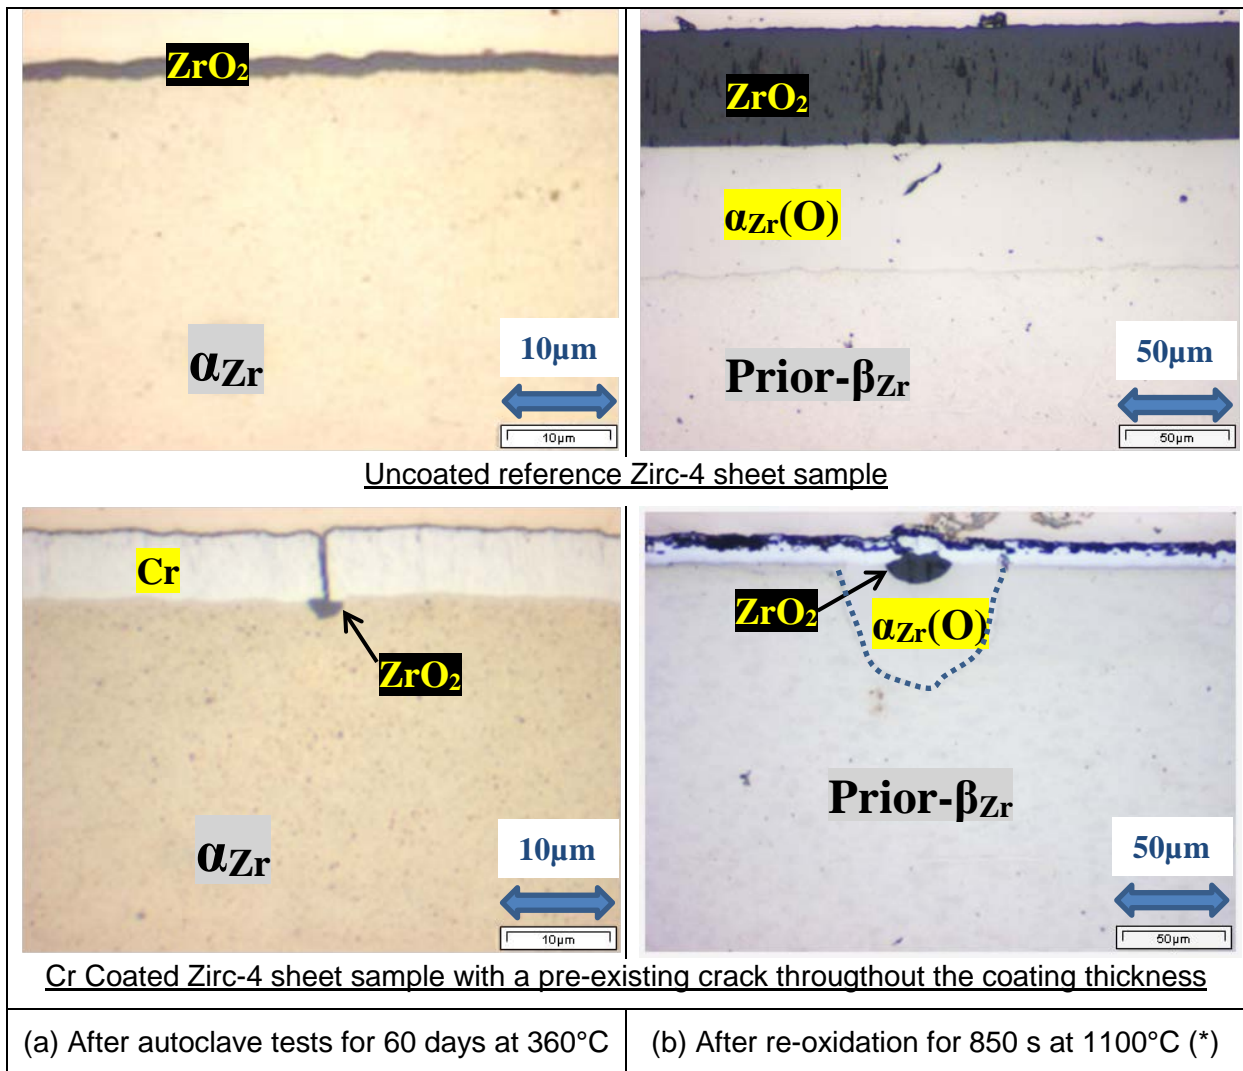 ZrO₂
αZr
10µm
10µm
ZrO₂
αZr(O)
Prior-βZr
50µm
50µm
Uncoated reference Zirc-4 sheet sample
Cr
ZrO₂
αZr
10µm
10µm
ZrO₂
αZr(O)
Prior-βZr
50µm
50µm
Cr Coated Zirc-4 sheet sample with a pre-existing crack througthout the coating thickness
(a) After autoclave tests for 60 days at 360°C
(b) After re-oxidation for 850 s at 1100°C (*)